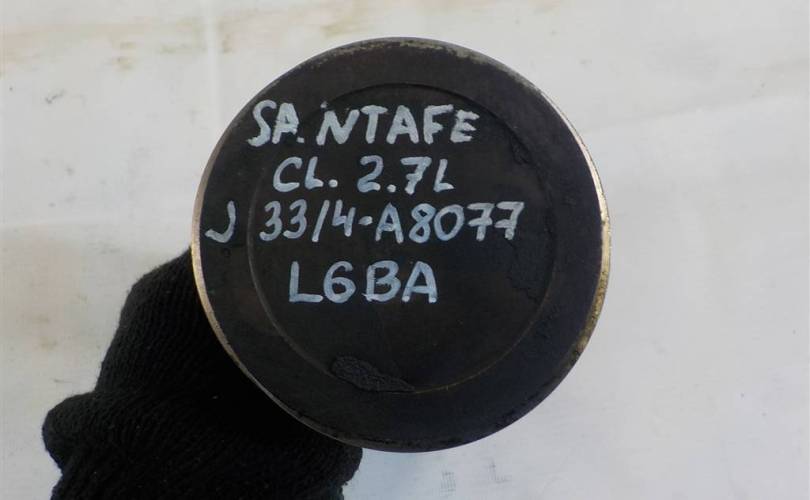 SA.NTAFE
CL. 2.7L
J 33/4-A8077
L6BA